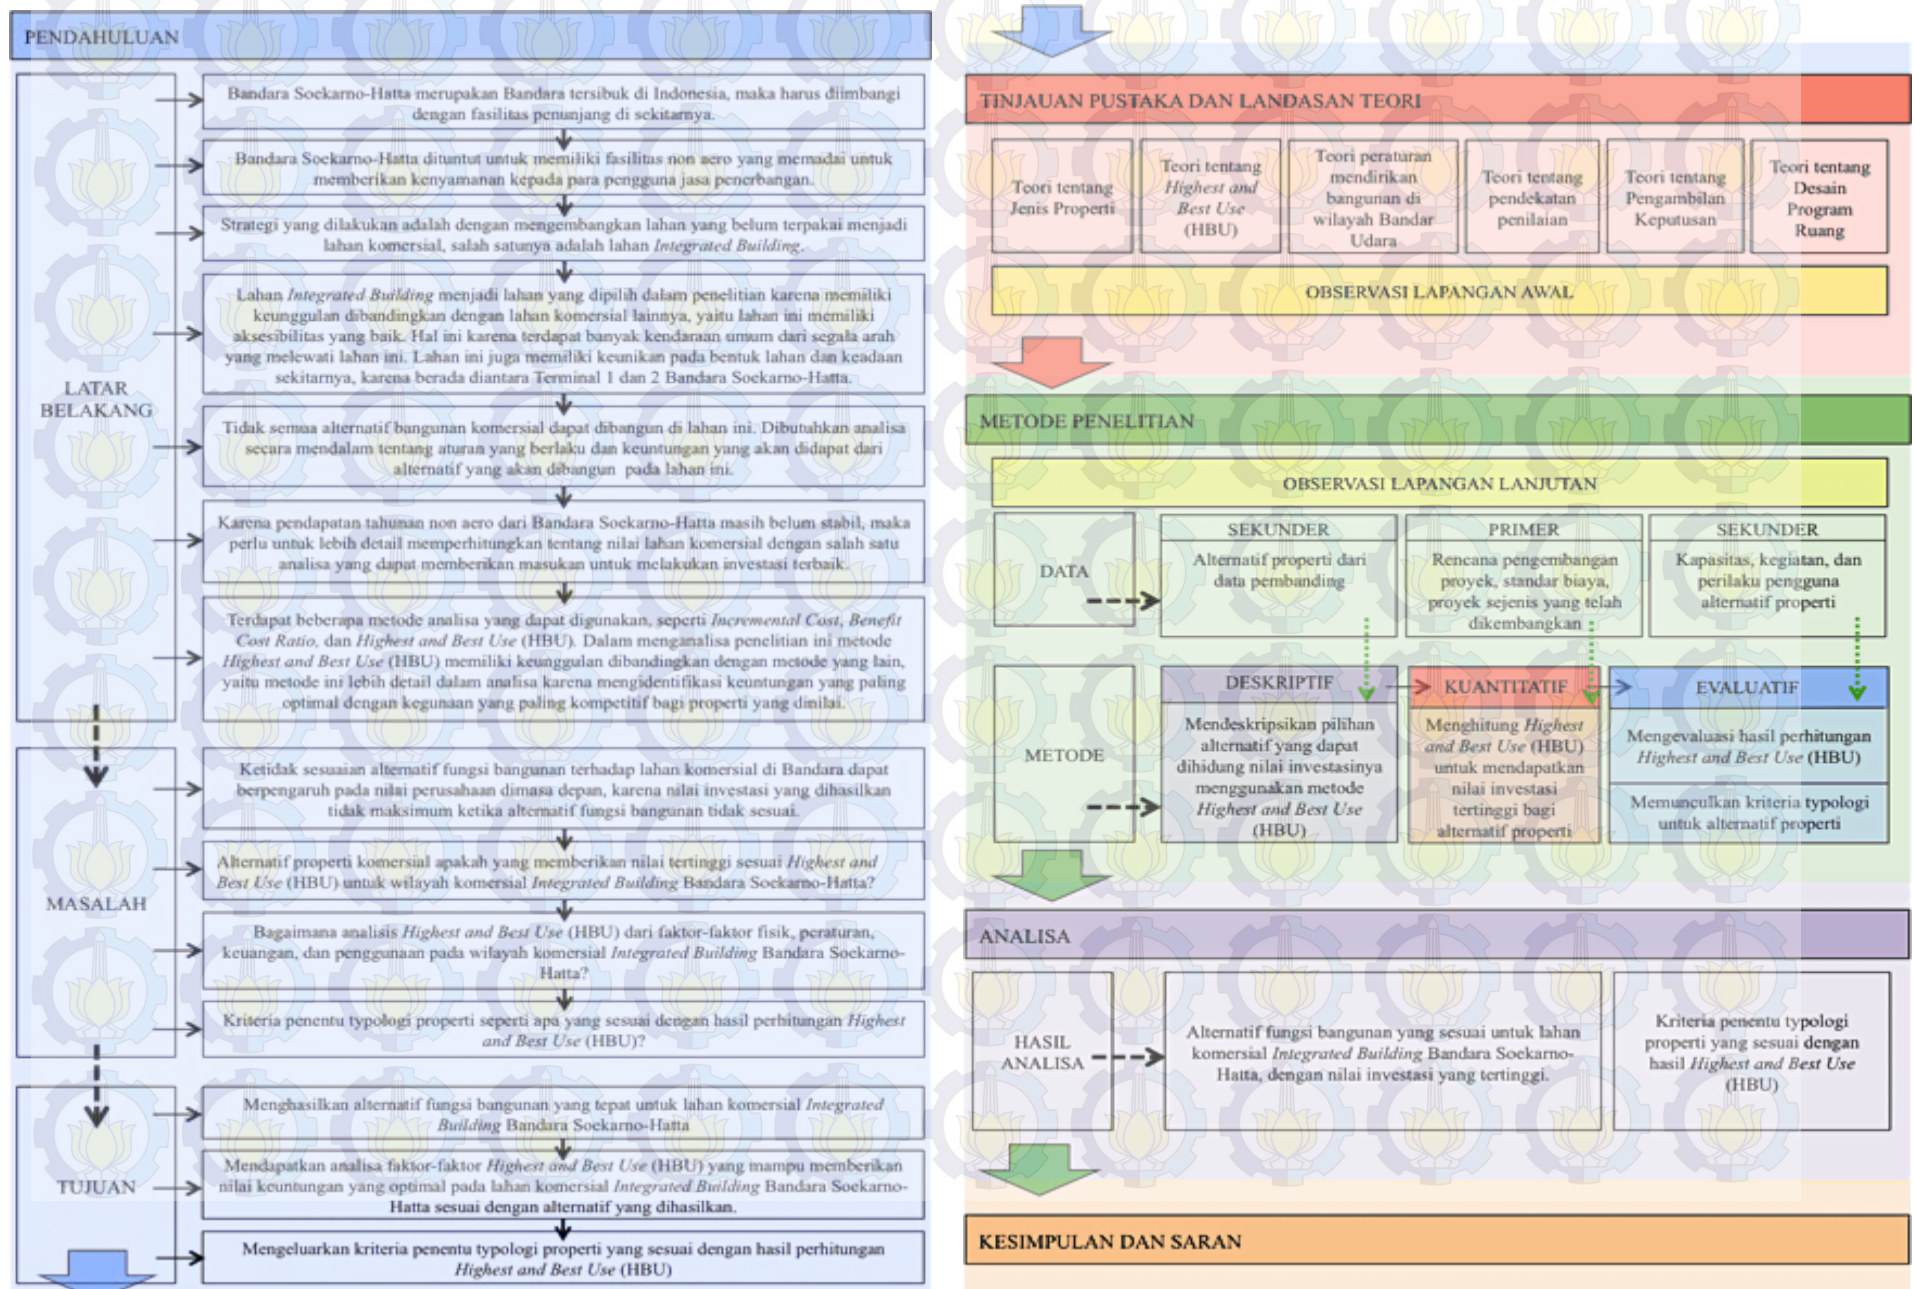 PENDAHULUAN
LATAR
BELAKANG
Bandara Soekarno-Hatta merupakan Bandara tersibuk di Indonesia, maka harus diimbangi
dengan fasilitas penunjang di sekitarnya.
Bandara Soekarno-Hatta dituntut untuk memiliki fasilitas non aero yang memadai untuk
memberikan kenyamanan kepada para pengguna jasa penerbangan.
Strategi yang dilakukan adalah dengan mengembangkan lahan yang belum terpakai menjadi
lahan komersial, salah satunya adalah lahan Integrated Building.
Lahan Integrated Building menjadi lahan yang dipilih dalam penelitian karena memiliki
keunggulan dibandingkan dengan lahan komersial lainnya, yaitu lahan ini memiliki
aksesibilitas yang baik. Hal ini karena terdapat banyak kendaraan umum dari segala arah
yang melewati lahan ini. Lahan ini juga memiliki keunikan pada bentuk lahan dan keadaan
sekitarnya, karena berada diantara Terminal 1 dan 2 Bandara Soekarno-Hatta.
Tidak semua alternatif bangunan komersial dapat dibangun di lahan ini. Dibutuhkan analisa
secara mendalam tentang aturan yang berlaku dan keuntungan yang akan didapat dari
alternatif yang akan dibangun pada lahan ini.
Karena pendapatan tahunan non aero dari Bandara Soekarno-Hatta masih belum stabil, maka
perlu untuk lebih detail memperhitungkan tentang nilai lahan komersial dengan salah satu
analisa yang dapat memberikan masukan untuk melakukan investasi terbaik.
Terdapat beberapa metode analisa yang dapat digunakan, seperti Incremental Cost, Benefit
Cost Ratio, dan Highest and Best Use (HBU). Dalam menganalisa penelitian ini metode
Highest and Best Use (HBU) memiliki keunggulan dibandingkan dengan metode yang lain,
yaitu metode ini lebih detail dalam analisa karena mengidentifikasi keuntungan yang paling
optimal dengan kegunaan yang paling kompetitif bagi properti yang dinilai.
MASALAH
Ketidak sesuaian alternatif fungsi bangunan terhadap lahan komersial di Bandara dapat
berpengaruh pada nilai perusahaan dimasa depan, karena nilai investasi yang dihasilkan
tidak maksimum ketika alternatif fungsi bangunan tidak sesuai.
Alternatif properti komersial apakah yang memberikan nilai tertinggi sesuai Highest and
Best Use (HBU) untuk wilayah komersial Integrated Building Bandara Soekarno-Hatta?
Bagaimana analisis Highest and Best Use (HBU) dari faktor-faktor fisik, peraturan,
keuangan, dan penggunaan pada wilayah komersial Integrated Building Bandara Soekarno-
Hatta?
Kriteria penentu typologi properti seperti apa yang sesuai dengan hasil perhitungan Highest
and Best Use (HBU)?
TUJUAN
Menghasilkan alternatif fungsi bangunan yang tepat untuk lahan komersial Integrated
Building Bandara Soekarno-Hatta
Mendapatkan analisa faktor-faktor Highest and Best Use (HBU) yang mampu memberikan
nilai keuntungan yang optimal pada lahan komersial Integrated Building Bandara Soekarno-
Hatta sesuai dengan alternatif yang dihasilkan.
Mengeluarkan kriteria penentu typologi properti yang sesuai dengan hasil perhitungan
Highest and Best Use (HBU)
TINJAUAN PUSTAKA DAN LANDASAN TEORI
Teori tentang
Jenis Properti
Teori tentang
Highest and
Best Use
(HBU)
Teori peraturan
mendirikan
bangunan di
wilayah Bandar
Udara
Teori tentang
pendekatan
penilaian
Teori tentang
Pengambilan
Keputusan
Teori tentang
Desain
Program
Ruang
OBSERVASI LAPANGAN AWAL
METODE PENELITIAN
OBSERVASI LAPANGAN LANJUTAN
DATA
SEKUNDER
Alternatif properti dari
data pembanding
PRIMER
Rencana pengembangan
proyek, standar biaya,
proyek sejenis yang telah
dikembangkan
SEKUNDER
Kapasitas, kegiatan, dan
perilaku pengguna
alternatif properti
METODE
DESKRIPTIF
Mendeskripsikan pilihan
alternatif yang dapat
dihidung nilai investasinya
menggunakan metode
Highest and Best Use
(HBU)
KUANTITATIF
Menghitung Highest
and Best Use (HBU)
untuk mendapatkan
nilai investasi
tertinggi bagi
alternatif properti
EVALUATIF
Mengevaluasi hasil perhitungan
Highest and Best Use (HBU)
Memunculkan kriteria typologi
untuk alternatif properti
ANALISA
HASIL
ANALISA
Alternatif fungsi bangunan yang sesuai untuk lahan
komersial Integrated Building Bandara Soekarno-
Hatta, dengan nilai investasi yang tertinggi.
Kriteria penentu typologi
properti yang sesuai dengan
hasil Highest and Best Use
(HBU)
KESIMPULAN DAN SARAN